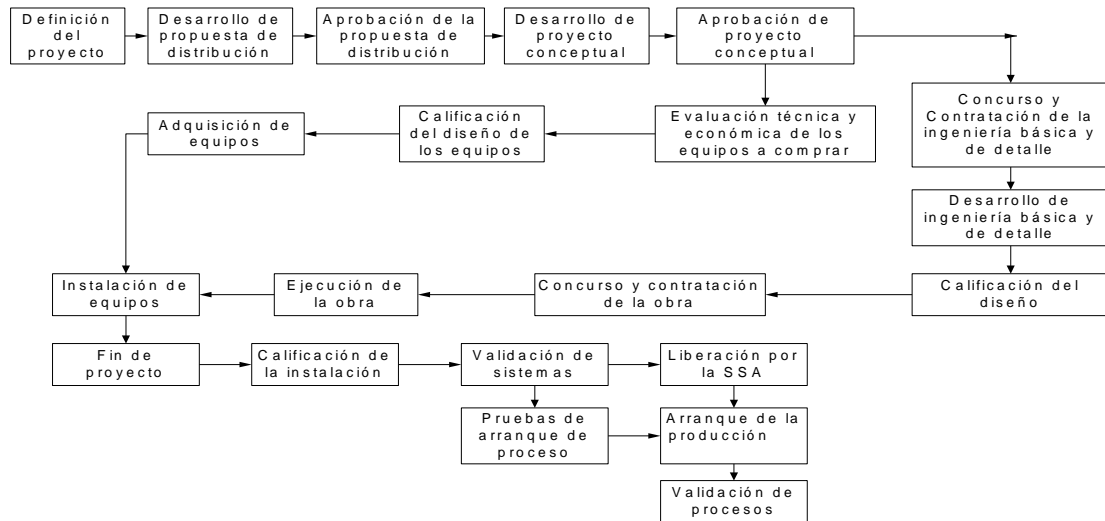 Definición
del
proyecto
Desarrollo de
propuesta de
distribución
Aprobación de la
propuesta de
distribución
Desarrollo de
proyecto
conceptual
Aprobación de
proyecto
conceptual
Concurso y
Contratación de la
ingeniería básica y
de detalle
Evaluación técnica y
económica de los
equipos a comprar
Calificación
del diseño de
los equipos
Adquisición de
equipos
Desarrollo de
ingeniería básica y
de detalle
Calificación del
diseño
Concurso y contratación
de la obra
Ejecución de
la obra
Instalación de
equipos
Fin de
proyecto
Calificación de
la instalación
Validación de
sistemas
Liberación por
la SSA
Pruebas de
arranque de
proceso
Arranque de la
producción
Validación de
procesos